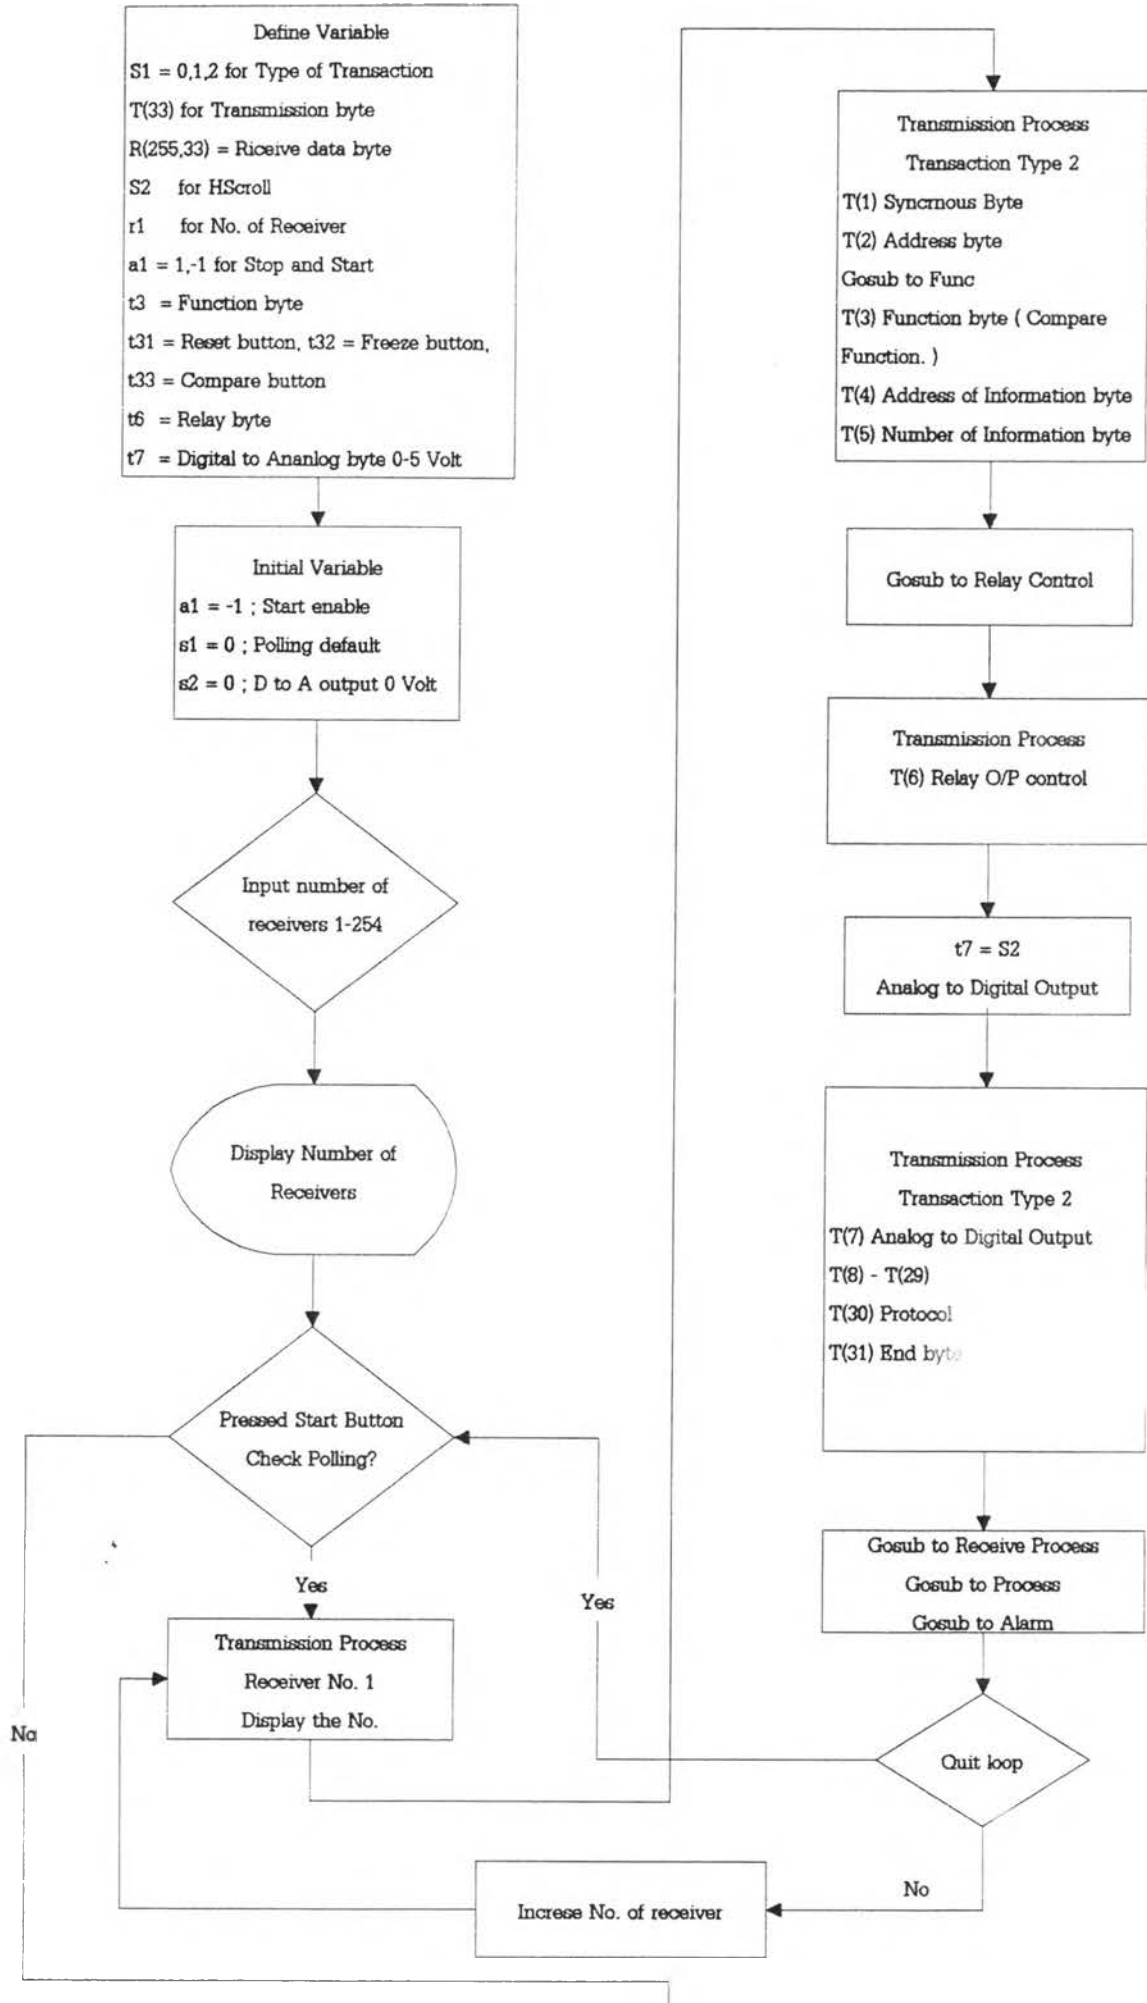 Define Variable
S1 = 0,1,2 for Type of Transaction
T(33) for Transmission byte
R(255,33) = Riceive data byte
S2 for HScroll
r1 for No. of Receiver
a1 = 1,-1 for Stop and Start
t3 = Function byte
t31 = Reset button, t32 = Freeze button,
t33 = Compare button
t6 = Relay byte
t7 = Digital to Ananlog byte 0-5 Volt
Initial Variable
a1 = -1 ; Start enable
s1 = 0 ; Polling default
s2 = 0 ; D to A output 0 Volt
Input number of
receivers 1-254
Display Number of
Receivers
Pressed Start Button
Check Polling?
Yes
No
Transmission Process
Receiver No. 1
Display the No.
Transmission Process
Transaction Type 2
T(1) Syncrnous Byte
T(2) Address byte
Gosub to Func
T(3) Function byte ( Compare
Function. )
T(4) Address of Information byte
T(5) Number of Information byte
Gosub to Relay Control
Transmission Process
T(6) Relay O/P control
t7 = S2
Analog to Digital Output
Transmission Process
Transaction Type 2
T(7) Analog to Digital Output
T(8) - T(29)
T(30) Protocol
T(31) End byte
Gosub to Receive Process
Gosub to Process
Gosub to Alarm
Quit loop
Yes
No
Increse No. of receiver